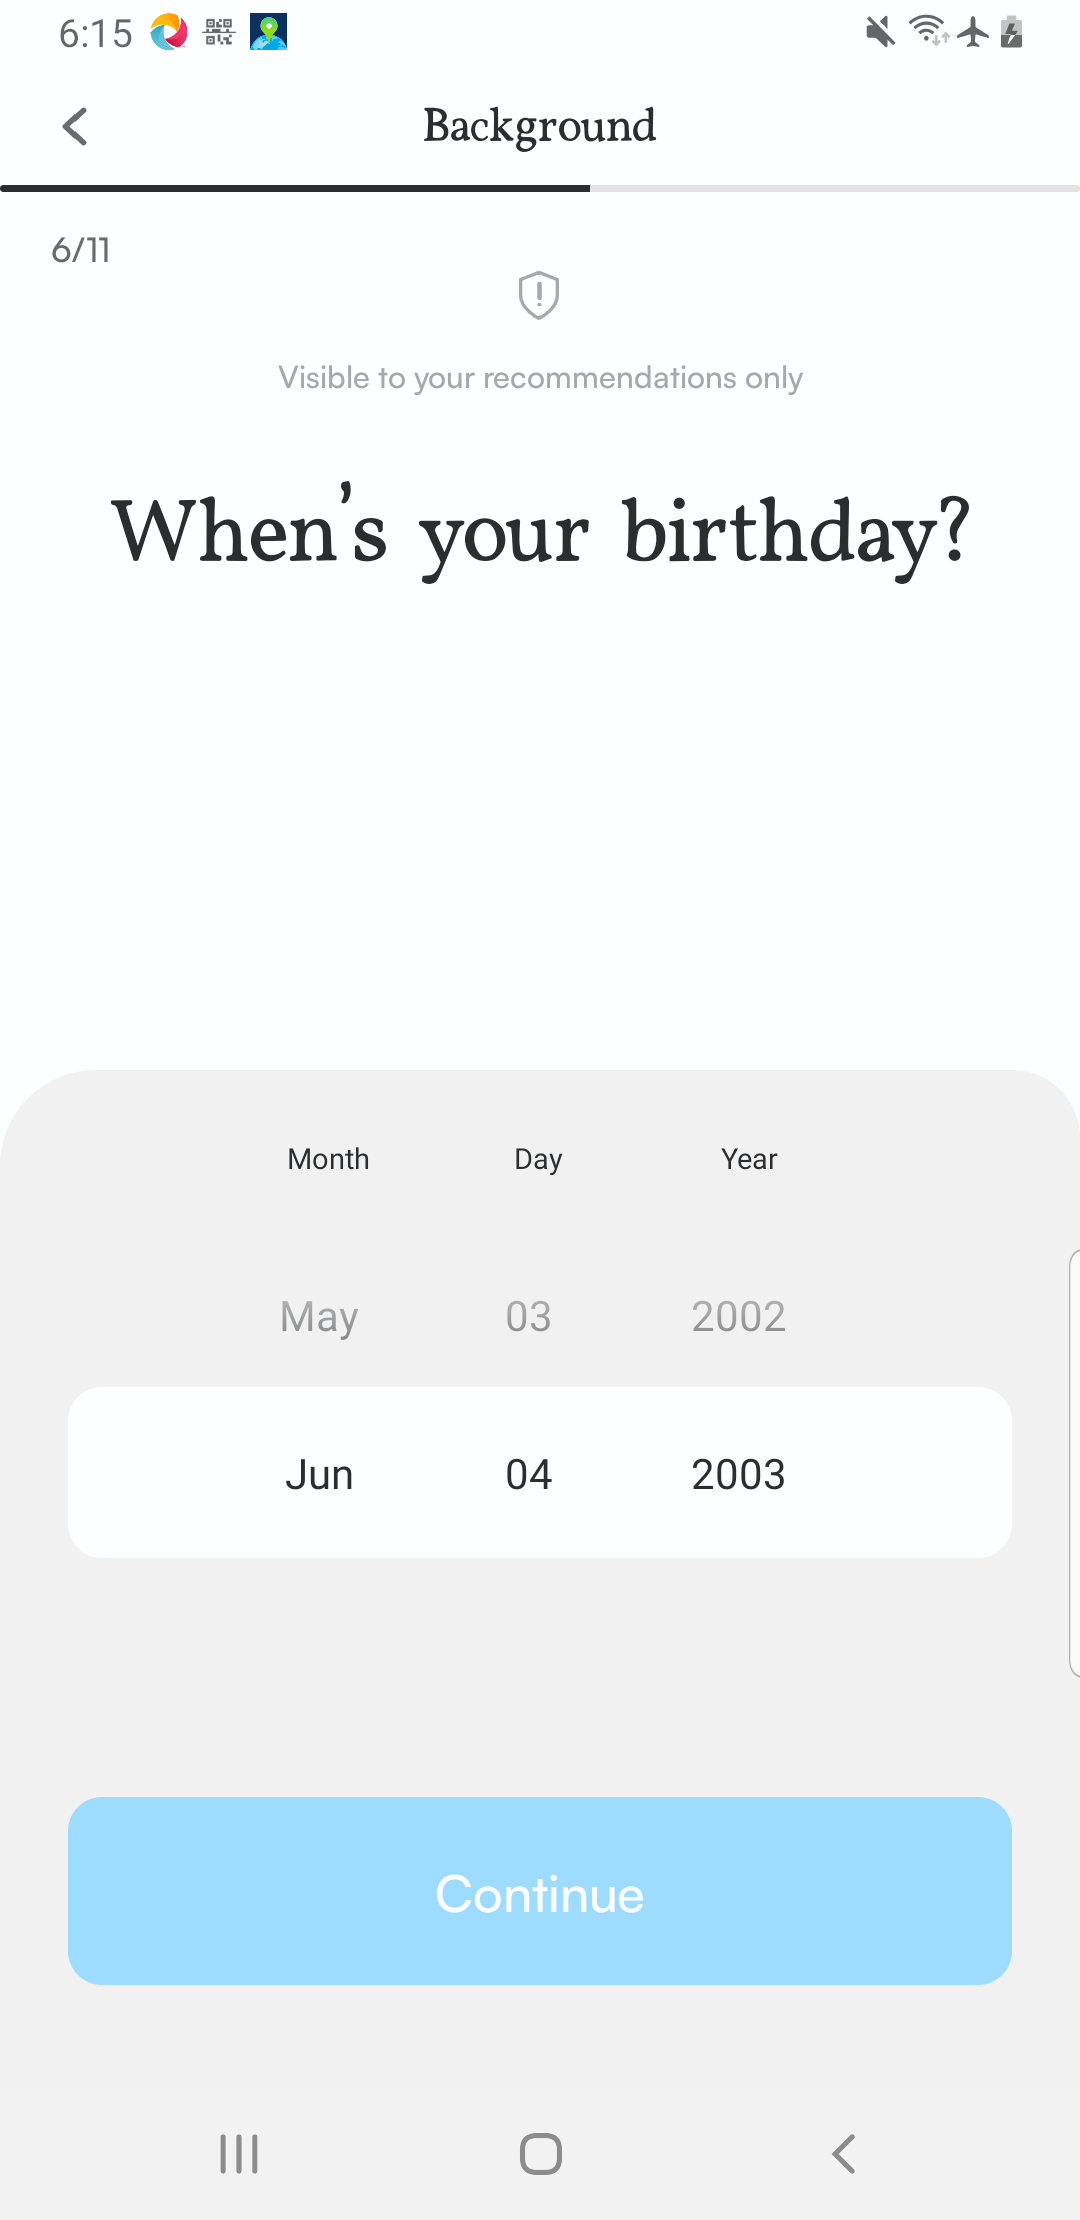 6:15
Background
6/11
Visible to your recommendations only
When's your birthday?
Month Day Year
May 03 2002
Jun 04 2003
Continue